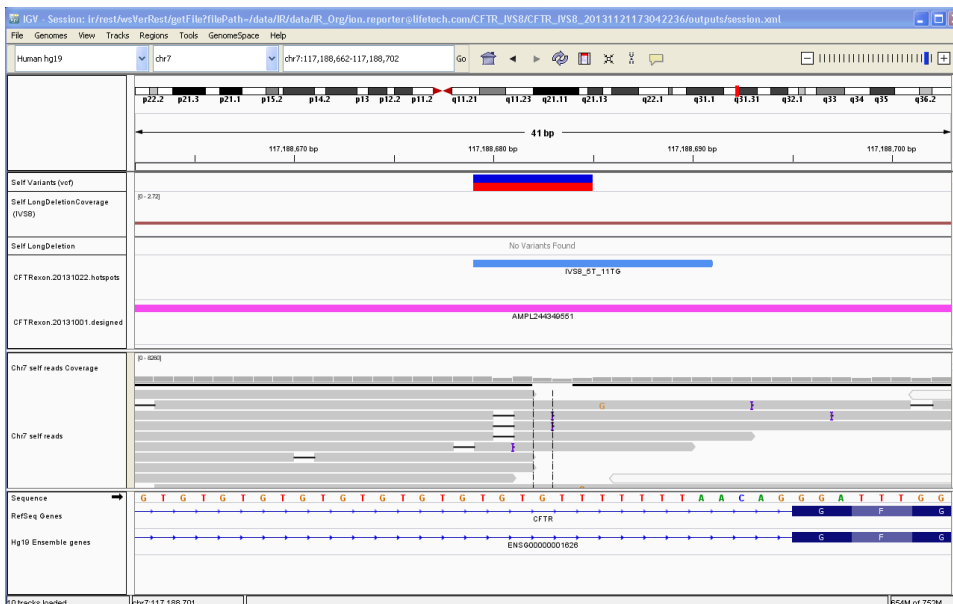 IGV - Session: ir/rest/wsVerRest/getFile?filePath=/data/IR/data/IR_Org/ion.reporter@lifetech.com/CFTR_IVS8/CFTR_IVS8_20131121173042236/outputs/session.xml
File Genomes View Tracks Regions Tools GenomeSpace Help
Human hg19 chr7 chr7:117,188,662-117,188,702 Go
p22.2 p21.3 p21.1 p15.2 p14.2 p13 p12.2 p11.2 q11.21 q11.23 q21.11 q21.13 q22.1 q31.1 q31.31 q32.1 q33 q34 q35 q36.2
41 bp
117,188,670 bp 117,188,680 bp 117,188,690 bp 117,188,700 bp
Self Variants (vcf)
Self LongDeletionCoverage (IVS8)
[0 - 2.72]
Self LongDeletion
No Variants Found
CFTRexon.20131022.hotspots
IVS8_5T_11TG
CFTRexon.20131001.designed
AMPL244349551
Chr7 self reads Coverage
[0 - 8260]
Chr7 self reads
G
Sequence
G T G T G T G T G T G T G T G T G T G T G T T T T T T T A A C A G G G A T T T G G
RefSeq Genes
CFTR
G F G
Hg19 Ensemble genes
ENSG00000001626
G F G
10 tracks loaded chr7:117,188,701 654M of 752M